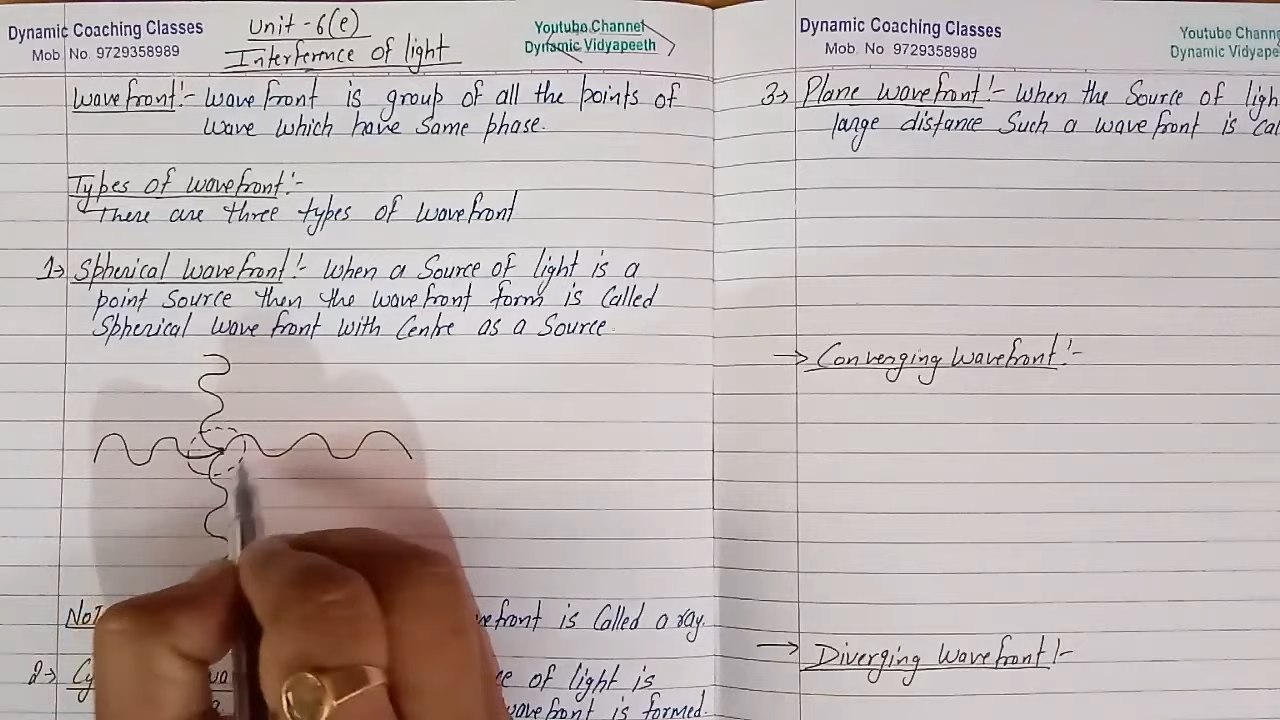 Dynamic Coaching Classes
Mob. No. 9729358989
Unit - 6(e)
Interference of light
Youtube Channel
Dynamic Vidyapeeth
Wavefront:- Wave front is group of all the points of
wave which have same phase.
Types of wavefront:-
There are three types of wavefront
1→ Spherical wavefront:- When a Source of light is a
point source then the wavefront form is called
Spherical wave front with Centre as a Source.
front is Called a ray.
2→
of light is
wavefront is formed.
Dynamic Coaching Classes
Mob. No. 9729358989
Youtube
Dynamic
3→ Plane wavefront:- When the Source of
large distance Such a wavefront is
→ Converging Wavefront:-
→ Diverging Wavefront:-